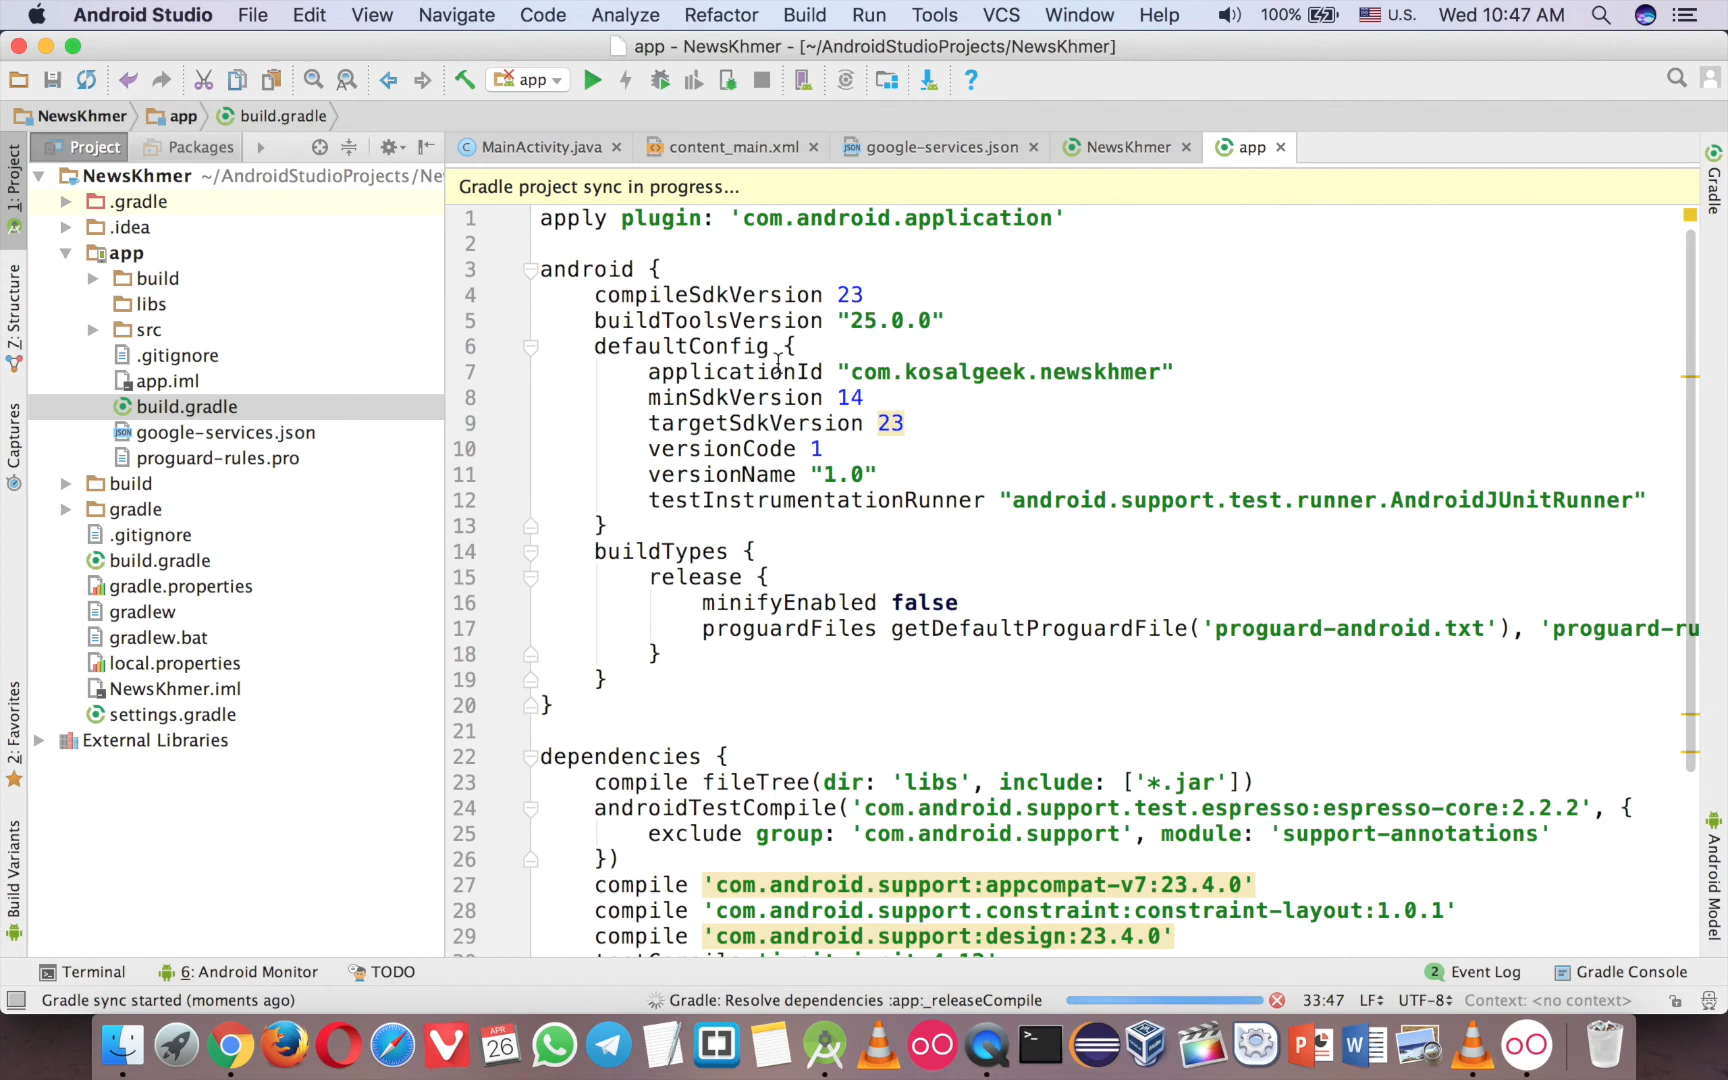 Android Studio File Edit View Navigate Code Analyze Refactor Build Run Tools VCS Window Help 100% U.S. Wed 10:47 AM
app - NewsKhmer - [~/AndroidStudioProjects/NewsKhmer]
app
NewsKhmer app build.gradle
Project Packages
MainActivity.java content_main.xml google-services.json NewsKhmer app
NewsKhmer ~/AndroidStudioProjects/Ne
.gradle
.idea
app
build
libs
src
.gitignore
app.iml
build.gradle
google-services.json
proguard-rules.pro
build
gradle
.gitignore
build.gradle
gradle.properties
gradlew
gradlew.bat
local.properties
NewsKhmer.iml
settings.gradle
External Libraries
1: Project
7: Structure
Captures
2: Favorites
Build Variants
Gradle project sync in progress...
1 apply plugin: 'com.android.application'
2
3 android {
4 compileSdkVersion 23
5 buildToolsVersion "25.0.0"
6 defaultConfig {
7 applicationId "com.kosalgeek.newskhmer"
8 minSdkVersion 14
9 targetSdkVersion 23
10 versionCode 1
11 versionName "1.0"
12 testInstrumentationRunner "android.support.test.runner.AndroidJUnitRunner"
13 }
14 buildTypes {
15 release {
16 minifyEnabled false
17 proguardFiles getDefaultProguardFile('proguard-android.txt'), 'proguard-ru
18 }
19 }
20 }
21
22 dependencies {
23 compile fileTree(dir: 'libs', include: ['*.jar'])
24 androidTestCompile('com.android.support.test.espresso:espresso-core:2.2.2', {
25 exclude group: 'com.android.support', module: 'support-annotations'
26 })
27 compile 'com.android.support:appcompat-v7:23.4.0'
28 compile 'com.android.support.constraint:constraint-layout:1.0.1'
29 compile 'com.android.support:design:23.4.0'
Gradle
Android Model
Terminal 6: Android Monitor TODO 2 Event Log Gradle Console
Gradle sync started (moments ago) Gradle: Resolve dependencies :app:_releaseCompile 33:47 LF UTF-8 Context: <no context>
APR
26